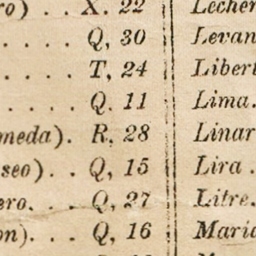 ro) . . X. 22 Lecher
. . . . Q, 30 Levan
. . . . . T, 24 Libert
. . . . . Q. 11 Lima.
meda). R, 28 Linar
seo) . . Q, 15 Lira .
ero. . . Q, 27 Litre.
on). . . Q, 16 Maria